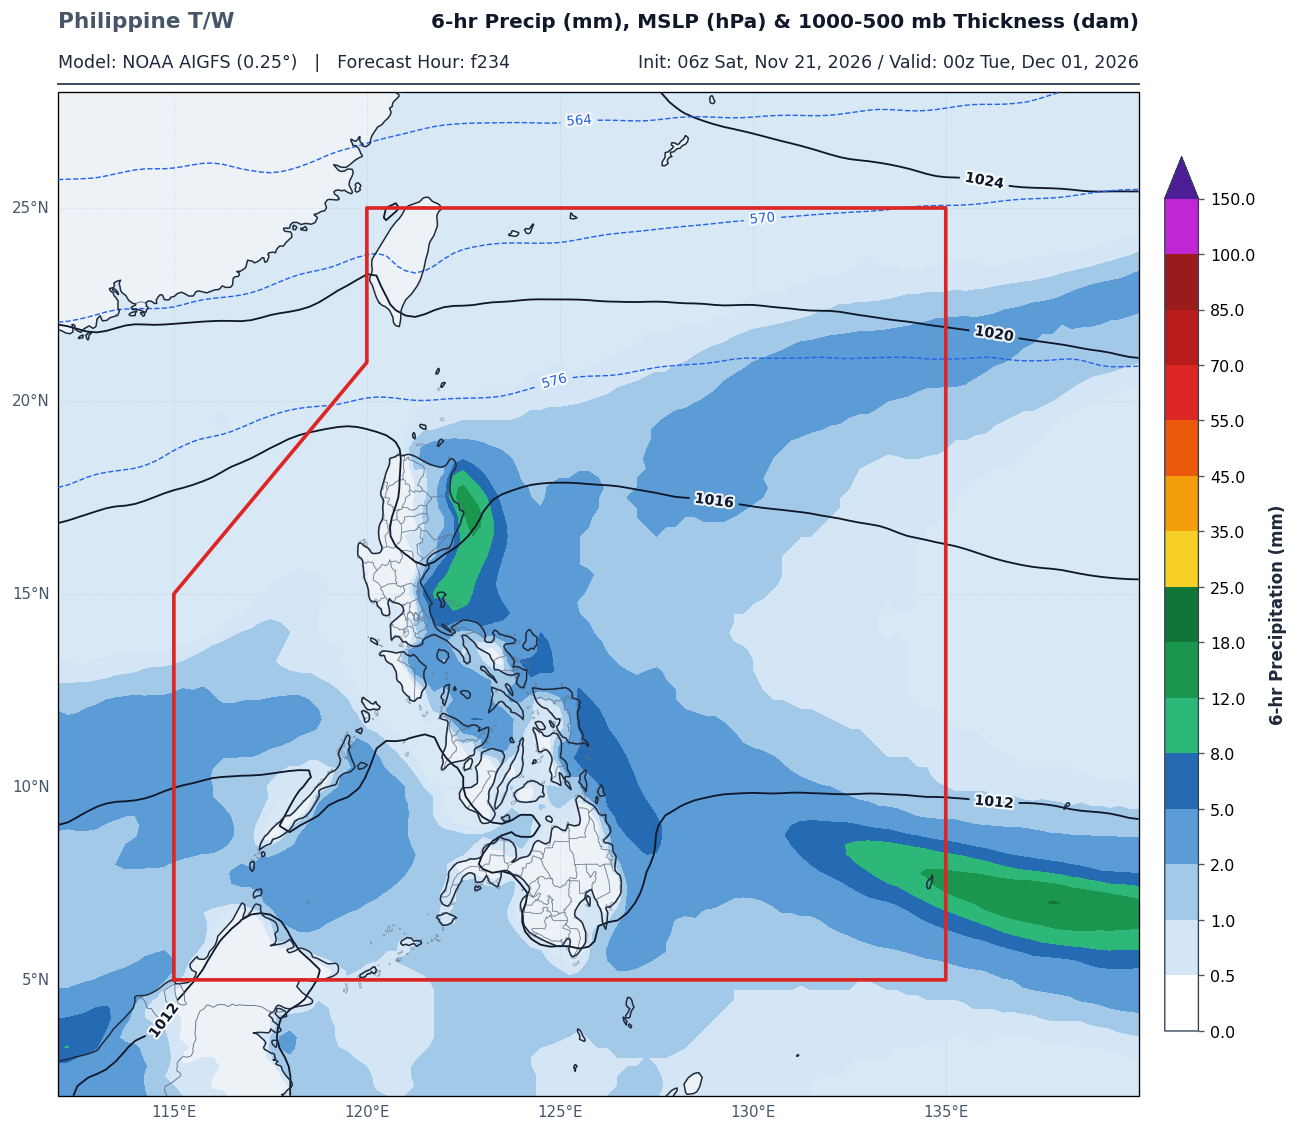 Philippine T/W
6-hr Precip (mm), MSLP (hPa) & 1000-500 mb Thickness (dam)
Model: NOAA AIGFS (0.25°) | Forecast Hour: f234
Init: 06z Sat, Nov 21, 2026 / Valid: 00z Tue, Dec 01, 2026
564
1024
570
1020
576
1016
1012
1012
25°N
20°N
15°N
10°N
5°N
115°E
120°E
125°E
130°E
135°E
150.0
100.0
85.0
70.0
55.0
45.0
35.0
25.0
18.0
12.0
8.0
5.0
2.0
1.0
0.5
0.0
6-hr Precipitation (mm)